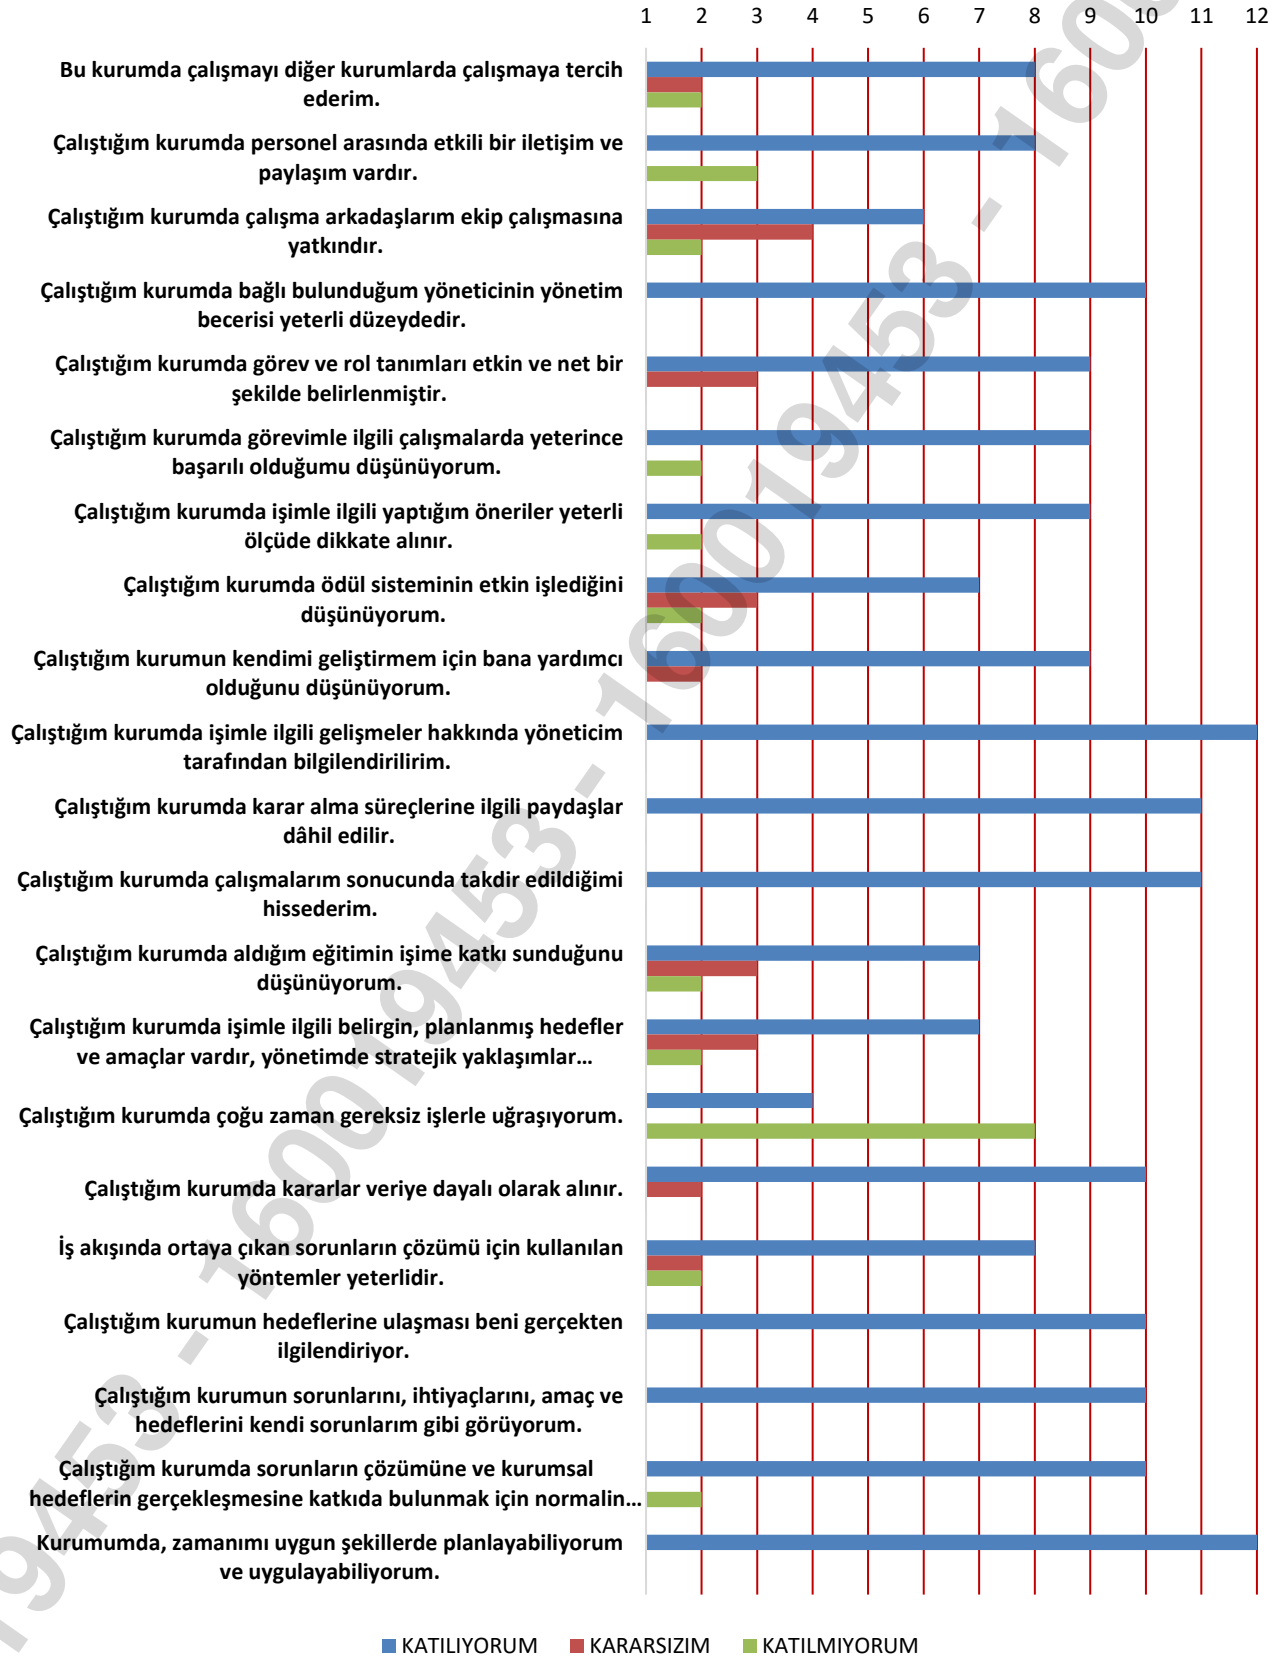 1 2 3 4 5 6 7 8 9 10 11 12
Bu kurumda çalışmayı diğer kurumlarda çalışmaya tercih
ederim.
Çalıştığım kurumda personel arasında etkili bir iletişim ve
paylaşım vardır.
Çalıştığım kurumda çalışma arkadaşlarım ekip çalışmasına
yatkındır.
Çalıştığım kurumda bağlı bulunduğum yöneticinin yönetim
becerisi yeterli düzeydedir.
Çalıştığım kurumda görev ve rol tanımları etkin ve net bir
şekilde belirlenmiştir.
Çalıştığım kurumda görevimle ilgili çalışmalarda yeterince
başarılı olduğumu düşünüyorum.
Çalıştığım kurumda işimle ilgili yaptığım öneriler yeterli
ölçüde dikkate alınır.
Çalıştığım kurumda ödül sisteminin etkin işlediğini
düşünüyorum.
Çalıştığım kurumun kendimi geliştirmem için bana yardımcı
olduğunu düşünüyorum.
Çalıştığım kurumda işimle ilgili gelişmeler hakkında yöneticim
tarafından bilgilendirilirim.
Çalıştığım kurumda karar alma süreçlerine ilgili paydaşlar
dâhil edilir.
Çalıştığım kurumda çalışmalarım sonucunda takdir edildiğimi
hissederim.
Çalıştığım kurumda aldığım eğitimin işime katkı sunduğunu
düşünüyorum.
Çalıştığım kurumda işimle ilgili belirgin, planlanmış hedefler
ve amaçlar vardır, yönetimde stratejik yaklaşımlar…
Çalıştığım kurumda çoğu zaman gereksiz işlerle uğraşıyorum.
Çalıştığım kurumda kararlar veriye dayalı olarak alınır.
İş akışında ortaya çıkan sorunların çözümü için kullanılan
yöntemler yeterlidir.
Çalıştığım kurumun hedeflerine ulaşması beni gerçekten
ilgilendiriyor.
Çalıştığım kurumun sorunlarını, ihtiyaçlarını, amaç ve
hedeflerini kendi sorunlarım gibi görüyorum.
Çalıştığım kurumda sorunların çözümüne ve kurumsal
hedeflerin gerçekleşmesine katkıda bulunmak için normalin…
Kurumumda, zamanımı uygun şekillerde planlayabiliyorum
ve uygulayabiliyorum.
KATILIYORUM KARARSIZIM KATILMIYORUM
19453 - 160019453 - 160019453 - 1600